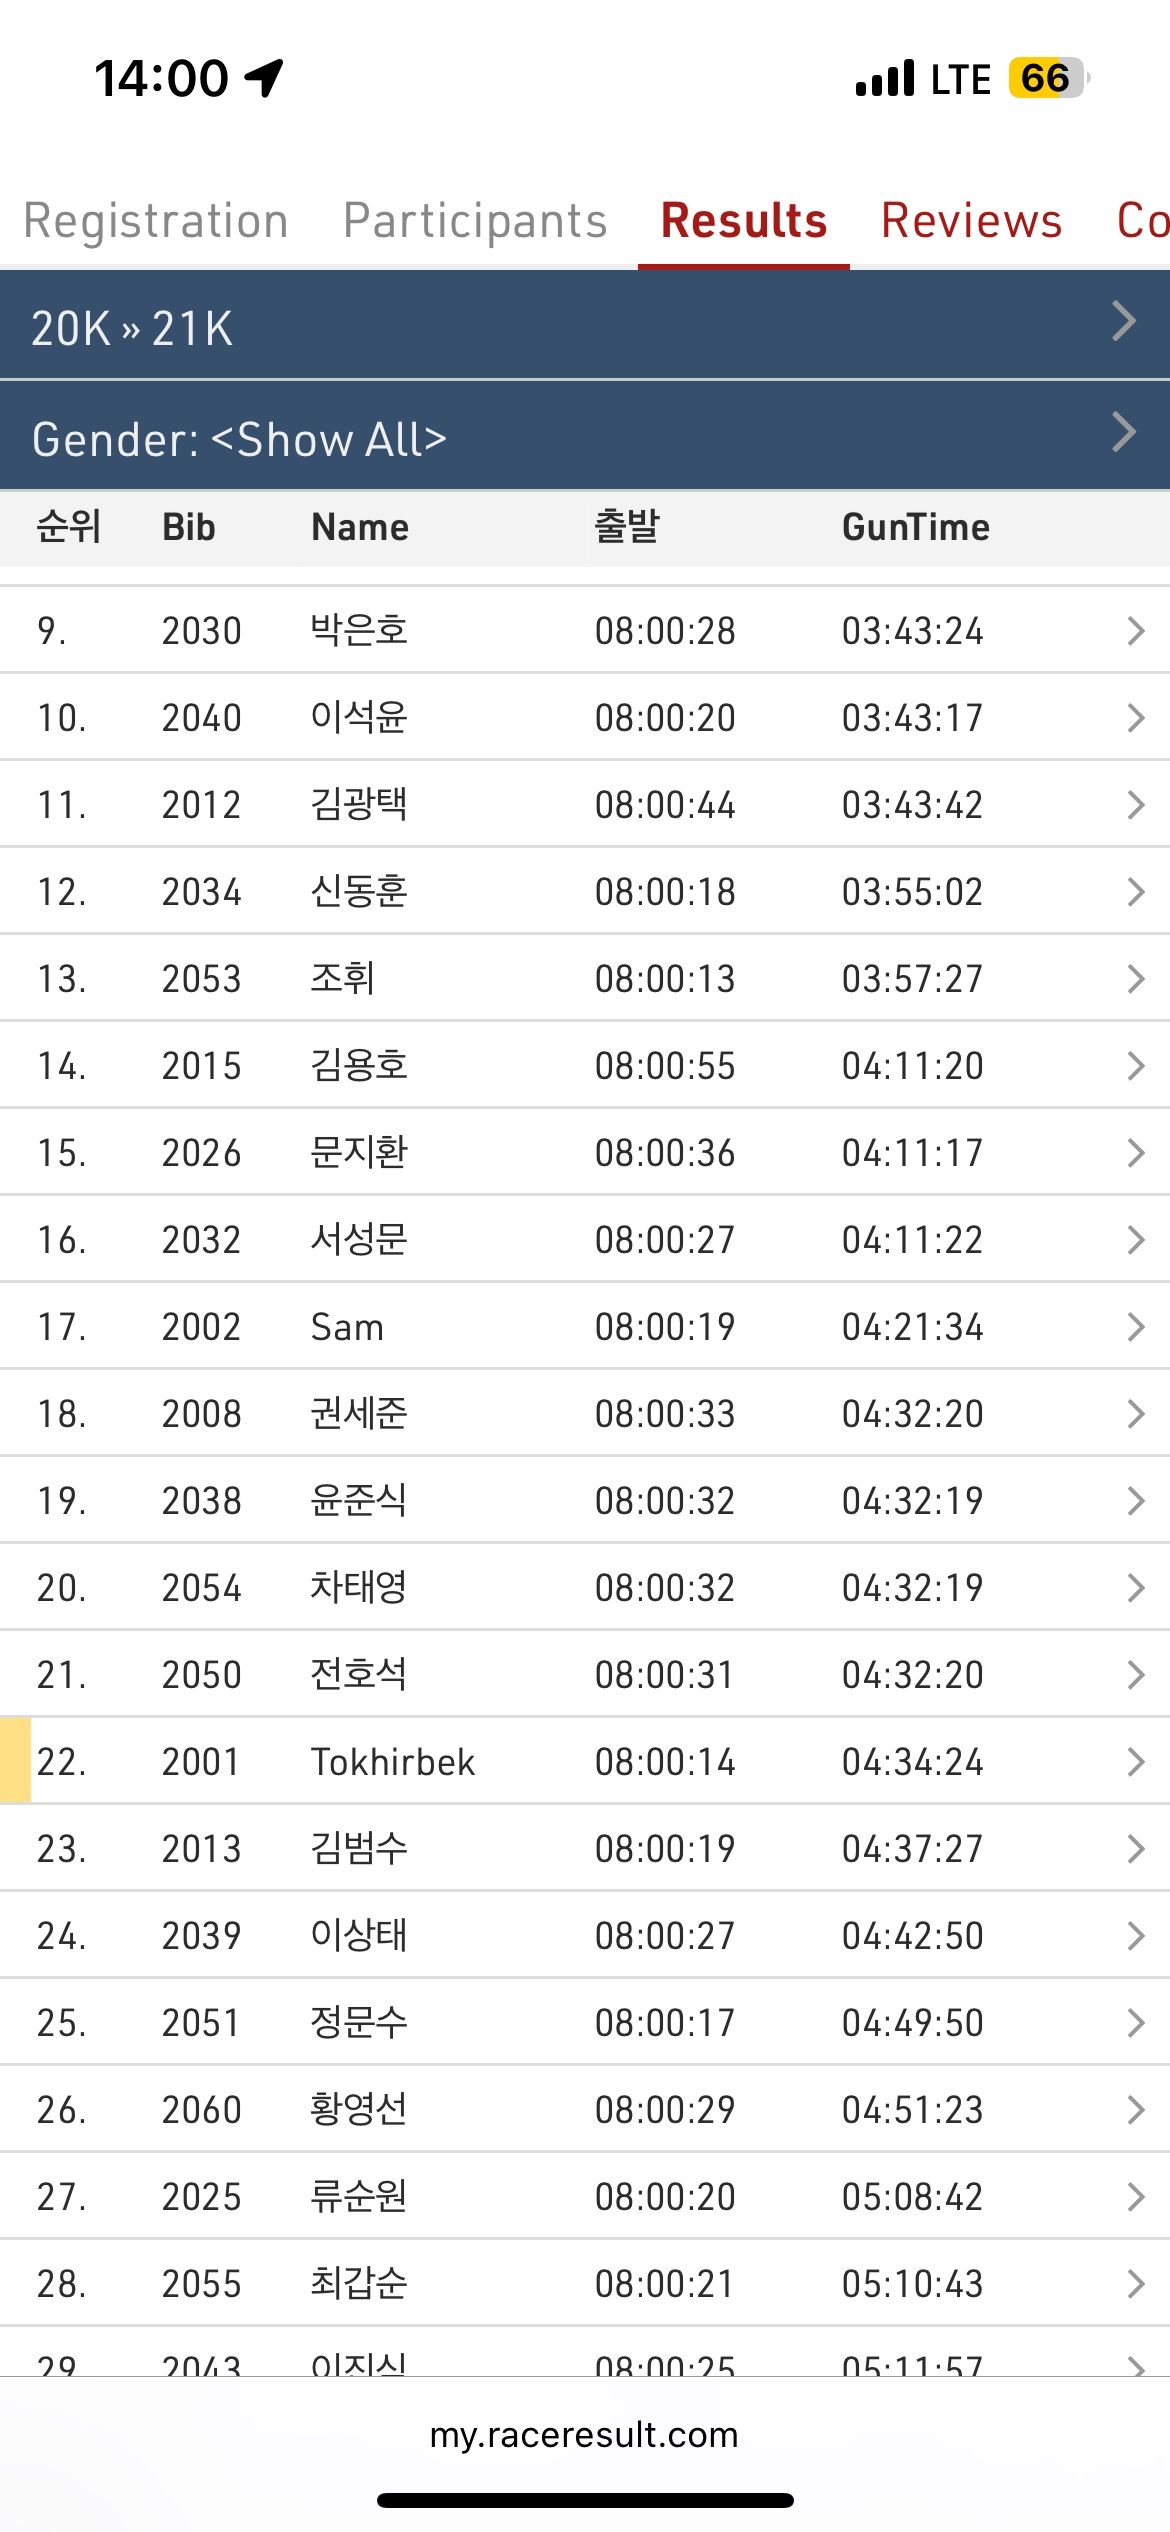 14:00 LTE 66
Registration Participants Results Reviews Co
20K » 21K
Gender: <Show All>
순위 Bib Name 출발 GunTime
9. 2030 박은호 08:00:28 03:43:24
10. 2040 이석윤 08:00:20 03:43:17
11. 2012 김광택 08:00:44 03:43:42
12. 2034 신동훈 08:00:18 03:55:02
13. 2053 조휘 08:00:13 03:57:27
14. 2015 김용호 08:00:55 04:11:20
15. 2026 문지환 08:00:36 04:11:17
16. 2032 서성문 08:00:27 04:11:22
17. 2002 Sam 08:00:19 04:21:34
18. 2008 권세준 08:00:33 04:32:20
19. 2038 윤준식 08:00:32 04:32:19
20. 2054 차태영 08:00:32 04:32:19
21. 2050 전호석 08:00:31 04:32:20
22. 2001 Tokhirbek 08:00:14 04:34:24
23. 2013 김범수 08:00:19 04:37:27
24. 2039 이상태 08:00:27 04:42:50
25. 2051 정문수 08:00:17 04:49:50
26. 2060 황영선 08:00:29 04:51:23
27. 2025 류순원 08:00:20 05:08:42
28. 2055 최갑순 08:00:21 05:10:43
29 2043 08:00:25 05:11:57
my.raceresult.com